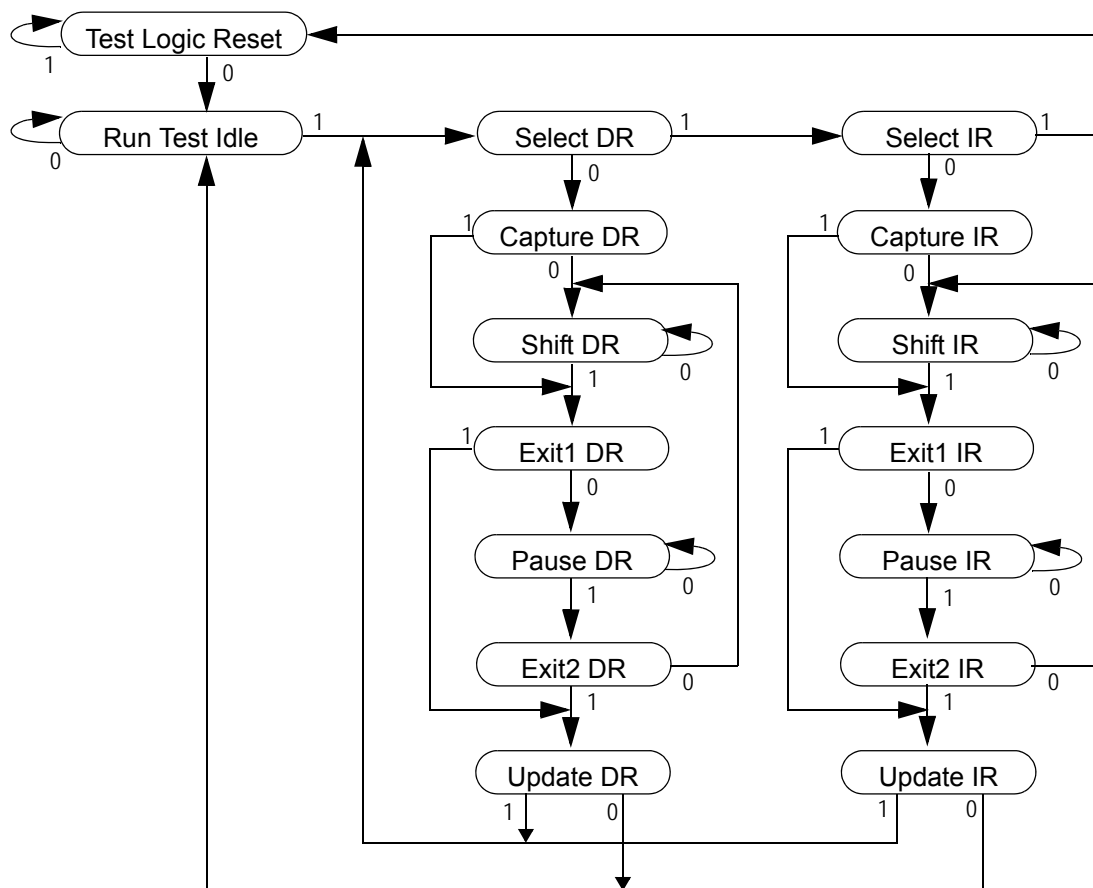 Test Logic Reset
1
0
Run Test Idle
1
0
Select DR
1
0
Select IR
1
0
Capture DR
1
0
Capture IR
1
0
Shift DR
0
1
Shift IR
0
1
Exit1 DR
1
0
Exit1 IR
1
0
Pause DR
0
1
Pause IR
0
1
Exit2 DR
0
1
Exit2 IR
0
1
Update DR
1
0
Update IR
1
0